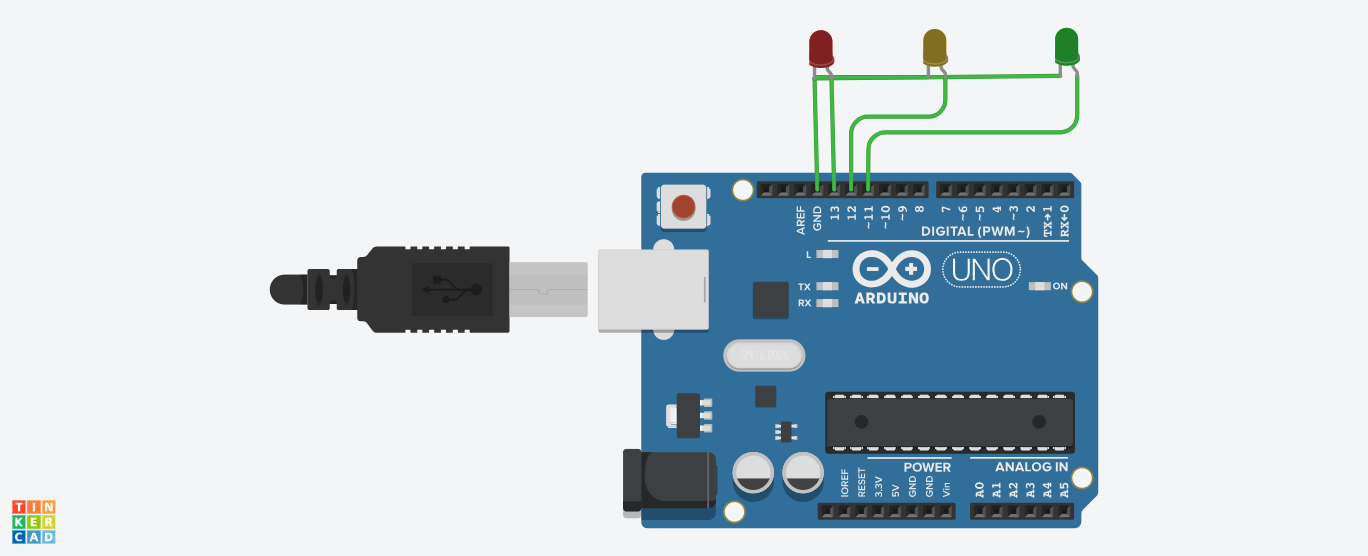 AREF
GND
13
12
~11
~10
~9
8
7
~6
~5
4
~3
2
TX→1
RX←0
DIGITAL (PWM~)
L
TX
RX
UNO
ON
ARDUINO
POWER
ANALOG IN
IOREF
RESET
3.3V
5V
GND
GND
Vin
A0
A1
A2
A3
A4
A5
TIN
KER
CAD